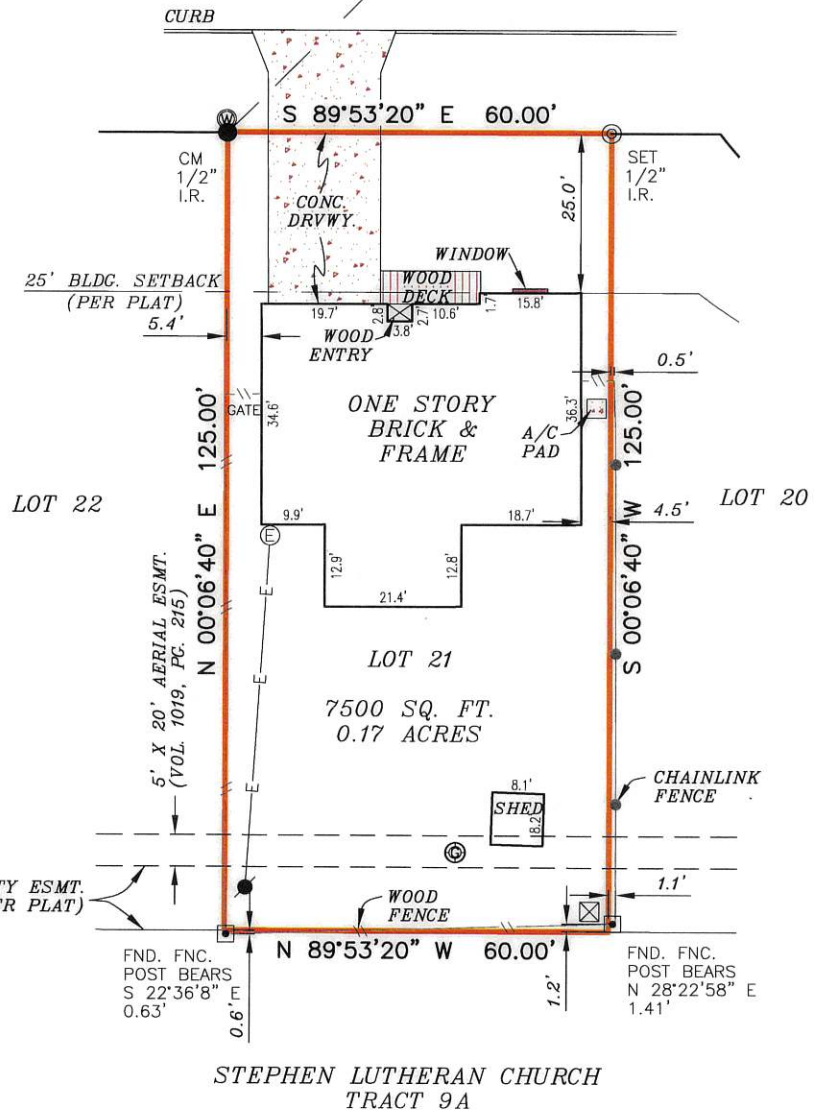 CURB
W
S 89°53'20" E 60.00'
CM
1/2"
I.R.
SET
1/2"
I.R.
CONC.
DRVWY.
25.0'
WINDOW
25' BLDG. SETBACK
(PER PLAT)
WOOD
DECK
5.4'
19.7'
2.8'
3.8'
2.7'
10.6'
1.7'
15.8'
WOOD
ENTRY
0.5'
GATE
34.6'
ONE STORY
BRICK &
FRAME
36.3'
A/C
PAD
N 00°06'40" E 125.00'
S 00°06'40" W 125.00'
LOT 22
LOT 20
4.5'
9.9'
18.7'
E
12.9'
12.8'
21.4'
E
E
E
LOT 21
7500 SQ. FT.
0.17 ACRES
5' X 20' AERIAL ESMT.
(VOL. 1019, PG. 215)
8.1'
SHED
8.2'
CHAINLINK
FENCE
G
TY ESMT.
ER PLAT)
1.1'
WOOD
FENCE
N 89°53'20" W 60.00'
FND. FNC.
POST BEARS
S 22°36'8" E
0.63'
0.6'
1.2'
FND. FNC.
POST BEARS
N 28°22'58" E
1.41'
STEPHEN LUTHERAN CHURCH
TRACT 9A